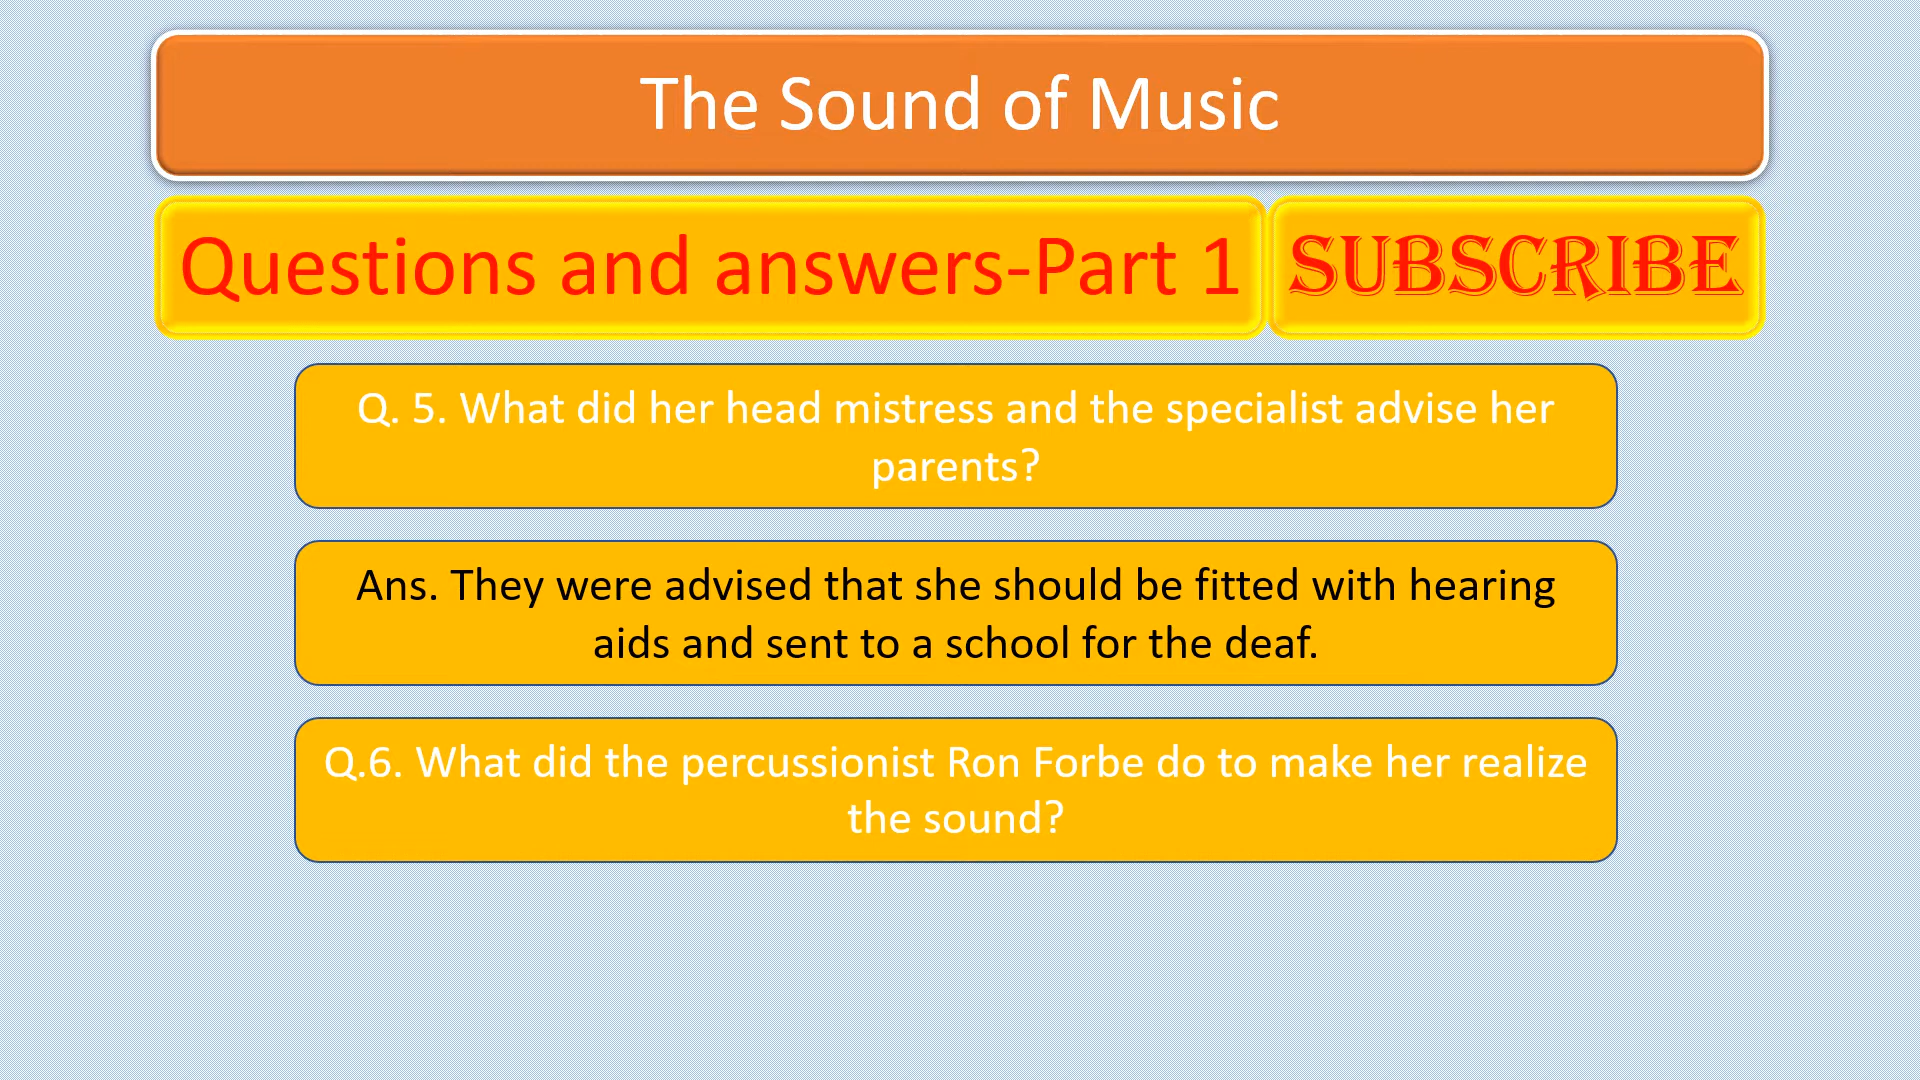 The Sound of Music
Questions and answers-Part 1
SUBSCRIBE
Q. 5. What did her head mistress and the specialist advise her
parents?
Ans. They were advised that she should be fitted with hearing
aids and sent to a school for the deaf.
Q.6. What did the percussionist Ron Forbe do to make her realize
the sound?